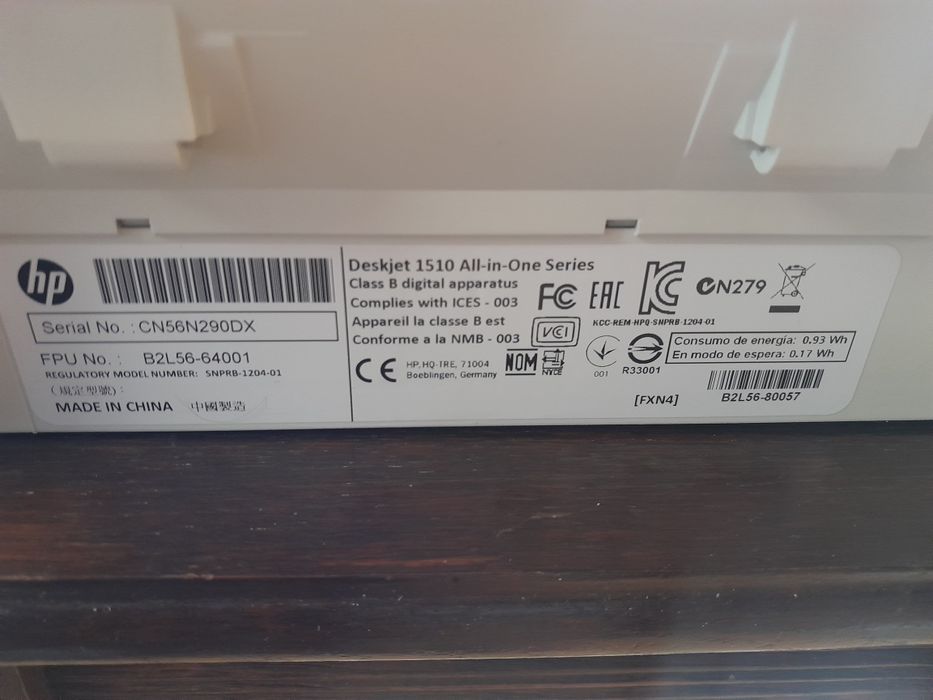 hp
Serial No. : CN56N290DX
FPU No. : B2L56-64001
REGULATORY MODEL NUMBER: SNPRB-1204-01
(規定型號) :
MADE IN CHINA 中國製造
Deskjet 1510 All-in-One Series
Class B digital apparatus
Complies with ICES - 003
Appareil la classe B est
Conforme a la NMB - 003
FC EAC KC N279
KCC-REM-HPQ-SNPRB-1204-01
VCI
CE HP, HQ-TRE, 71004
Boeblingen, Germany
NOM NYCE
001 R33001
Consumo de energía: 0.93 Wh
En modo de espera: 0.17 Wh
[FXN4] B2L56-80057